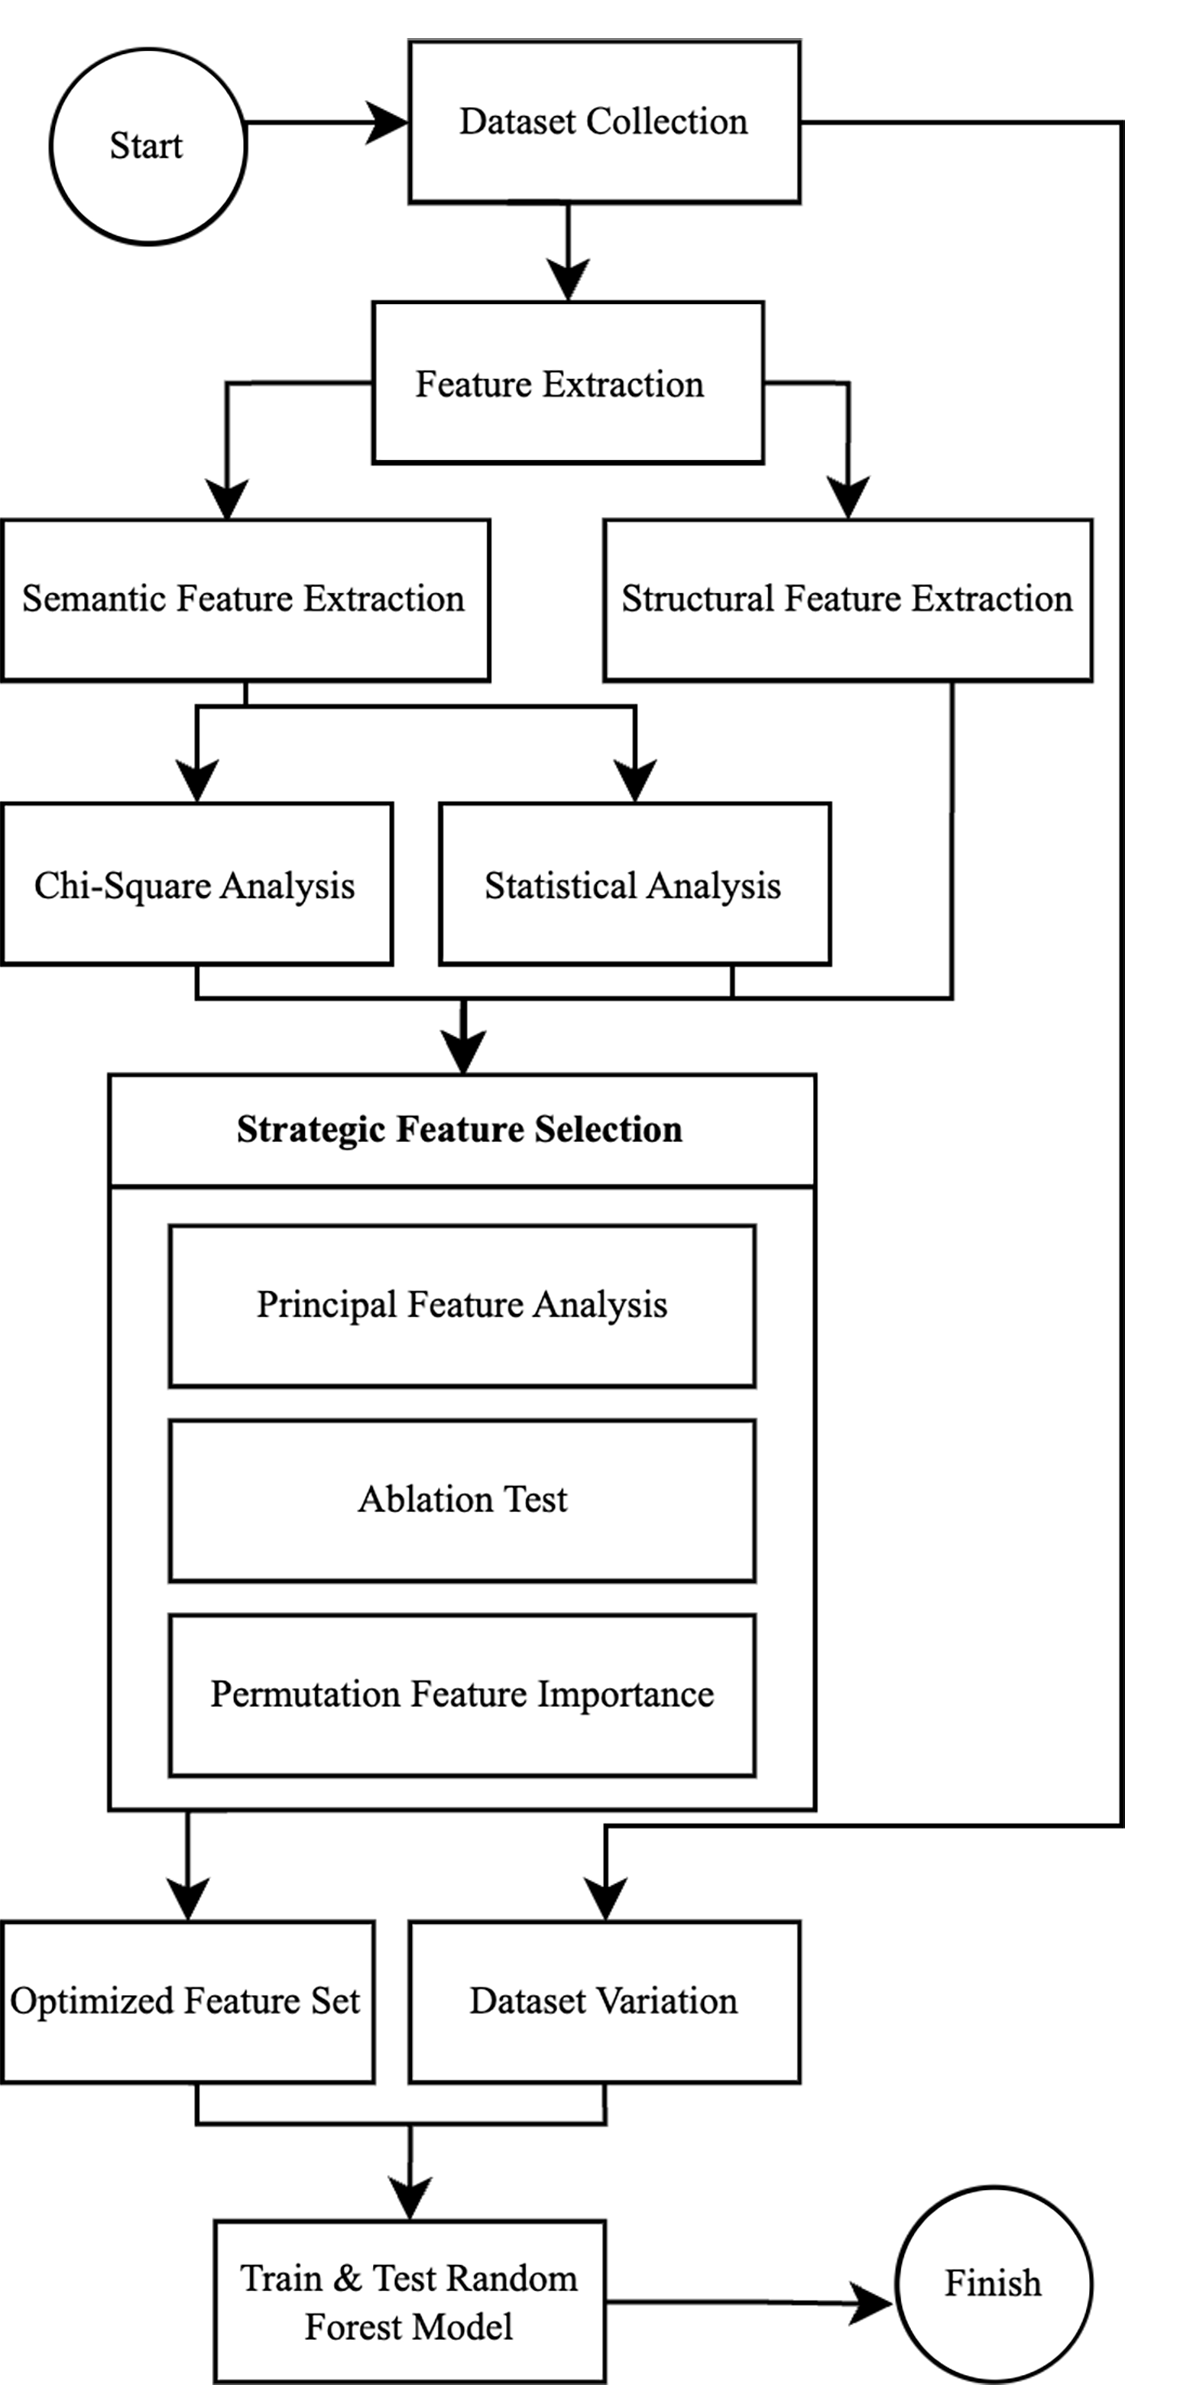 Start
Dataset Collection
Feature Extraction
Semantic Feature Extraction
Structural Feature Extraction
Chi-Square Analysis
Statistical Analysis
Strategic Feature Selection
Principal Feature Analysis
Ablation Test
Permutation Feature Importance
Optimized Feature Set
Dataset Variation
Train & Test Random
Forest Model
Finish